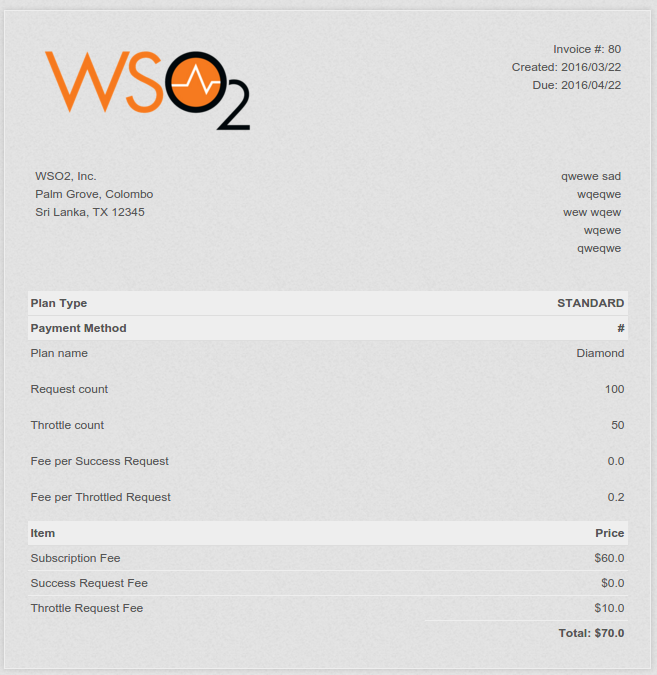 WSO2
Invoice #: 80
Created: 2016/03/22
Due: 2016/04/22
WSO2, Inc.
Palm Grove, Colombo
Sri Lanka, TX 12345
qwewe sad
wqeqwe
wew wqew
wqewe
qweqwe
Plan Type STANDARD
Payment Method #
Plan name Diamond
Request count 100
Throttle count 50
Fee per Success Request 0.0
Fee per Throttled Request 0.2
Item Price
Subscription Fee $60.0
Success Request Fee $0.0
Throttle Request Fee $10.0
Total: $70.0